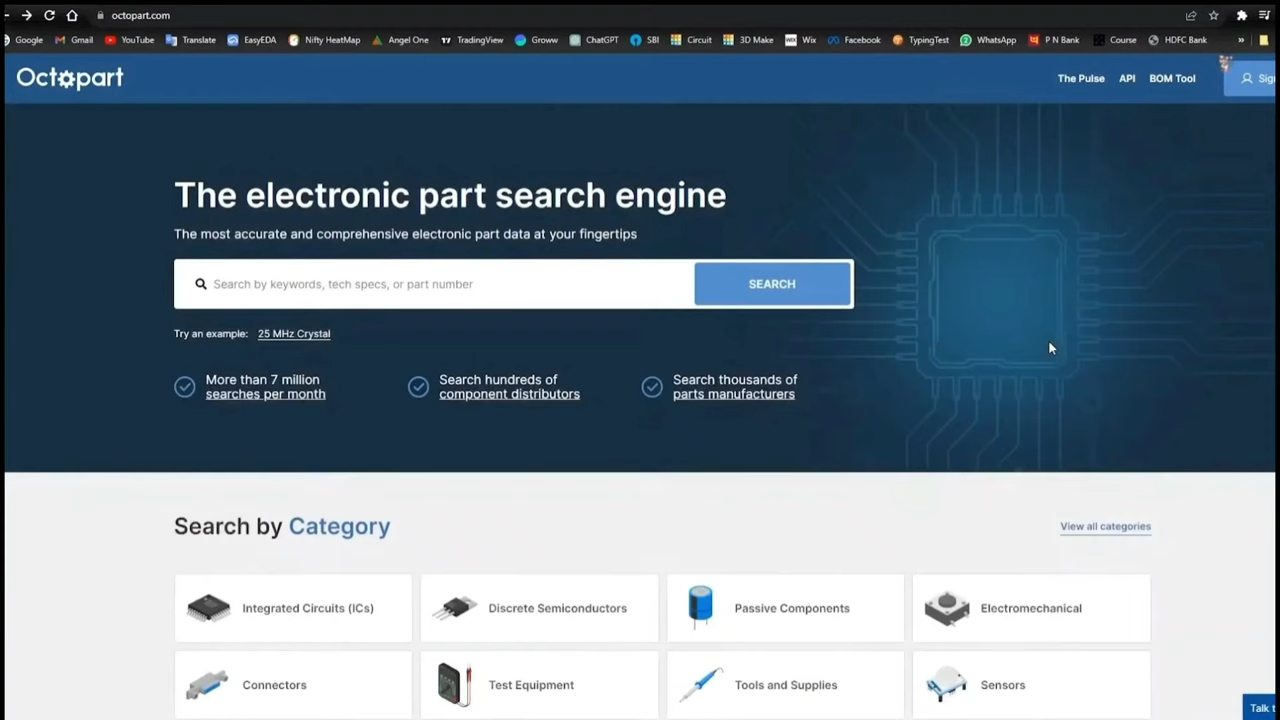 octopart.com
Google Gmail YouTube Translate EasyEDA Nifty HeatMap Angel One TradingView Groww ChatGPT SBI Circuit 3D Make Wix Facebook TypingTest WhatsApp P N Bank Course HDFC Bank »
Octopart The Pulse API BOM Tool Sig
The electronic part search engine
The most accurate and comprehensive electronic part data at your fingertips
Search by keywords, tech specs, or part number SEARCH
Try an example: 25 MHz Crystal
More than 7 million
searches per month
Search hundreds of
component distributors
Search thousands of
parts manufacturers
Search by Category View all categories
Integrated Circuits (ICs) Discrete Semiconductors Passive Components Electromechanical
Connectors Test Equipment Tools and Supplies Sensors
Talk t